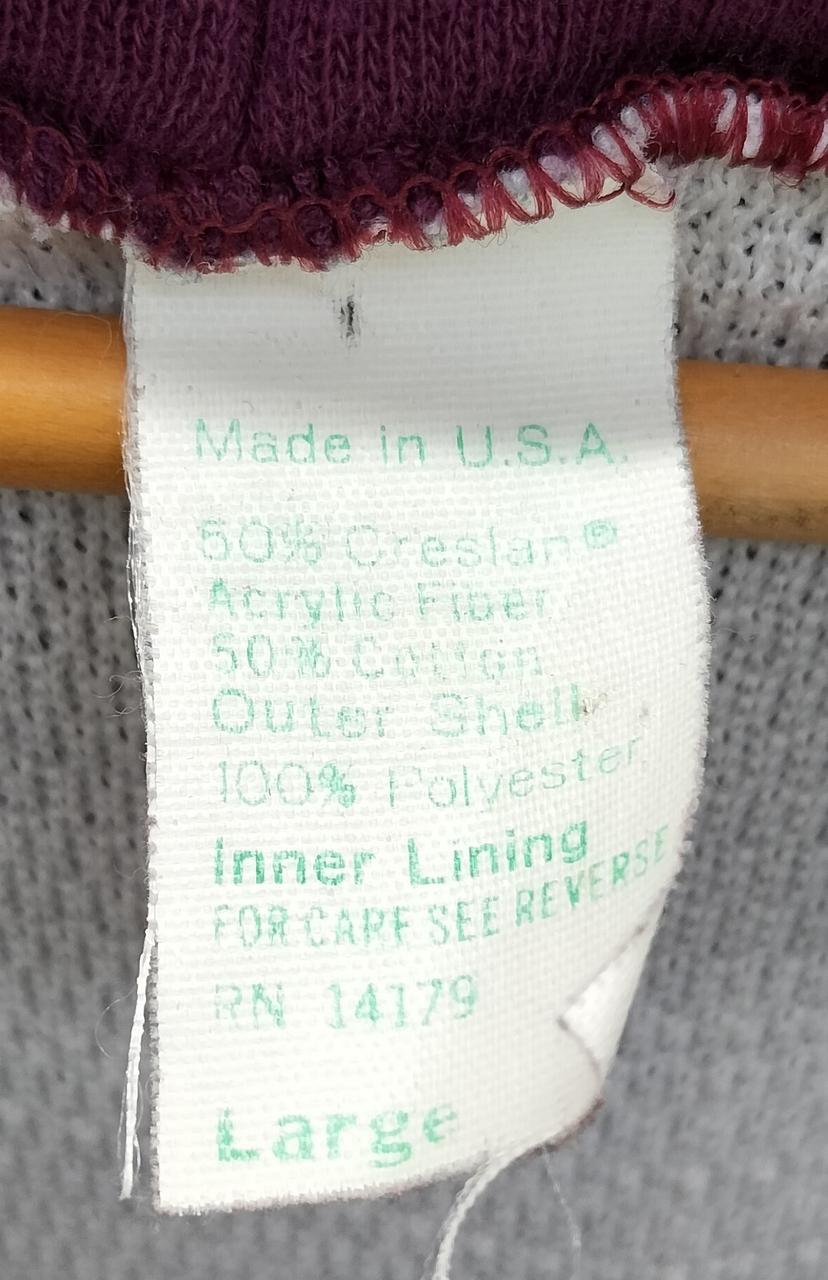 Made in U.S.A.
50% Creslan®
Acrylic Fiber
50% Cotton
Outer Shell
100% Polyester
Inner Lining
FOR CARE SEE REVERSE
RN 14179
Large